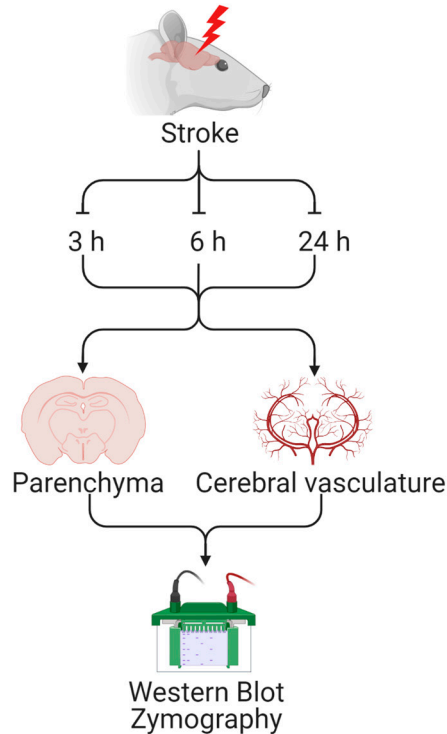 Stroke
3 h 6 h 24 h
Parenchyma Cerebral vasculature
Western Blot
Zymography